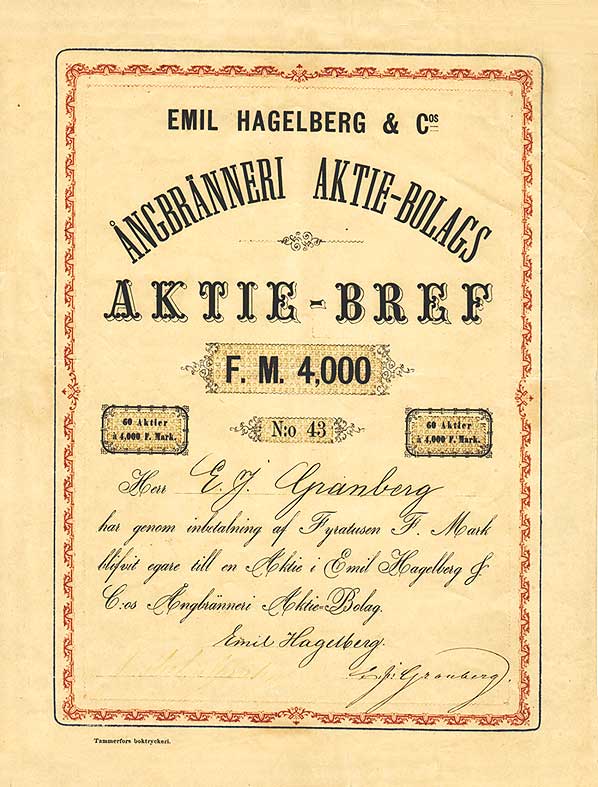 EMIL HAGELBERG & Cos
ÅNGBRÄNNERI AKTIE-BOLAGS
AKTIE-BREF
F. M. 4,000
60 Aktier
à 4,000 F. Mark.
N:o 43
60 Aktier
à 4,000 F. Mark.
Herr E. J. Granberg
har genom inbetalning af Fyratusen F. Mark
blifvit egare till en Aktie i Emil Hagelberg &
C:os Ångbränneri Aktie-Bolag.
Emil Hagelberg.
E. J. Granberg.
Tammerfors boktryckeri.